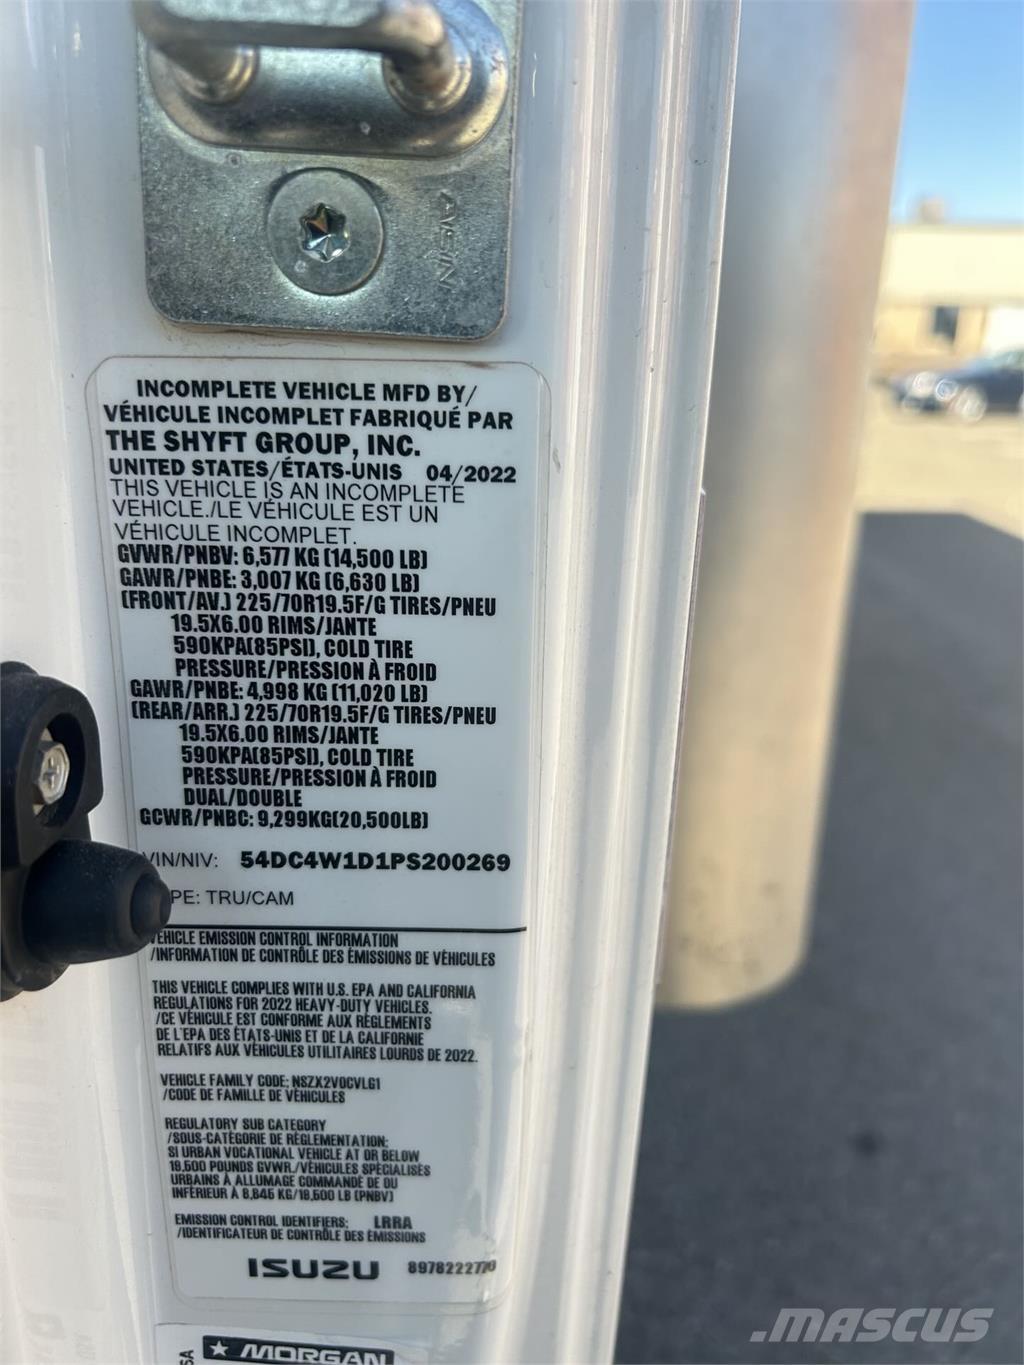 AISIN
INCOMPLETE VEHICLE MFD BY/
VÉHICULE INCOMPLET FABRIQUÉ PAR
THE SHYFT GROUP, INC.
UNITED STATES/ÉTATS-UNIS 04/2022
THIS VEHICLE IS AN INCOMPLETE
VEHICLE./LE VÉHICULE EST UN
VÉHICULE INCOMPLET.
GVWR/PNBV: 6,577 KG (14,500 LB)
GAWR/PNBE: 3,007 KG (6,630 LB)
(FRONT/AV.) 225/70R19.5F/G TIRES/PNEU
19.5X6.00 RIMS/JANTE
590KPA(85PSI), COLD TIRE
PRESSURE/PRESSION À FROID
GAWR/PNBE: 4,998 KG (11,020 LB)
(REAR/ARR.) 225/70R19.5F/G TIRES/PNEU
19.5X6.00 RIMS/JANTE
590KPA(85PSI), COLD TIRE
PRESSURE/PRESSION À FROID
DUAL/DOUBLE
GCWR/PNBC: 9,299KG(20,500LB)
VIN/NIV: 54DC4W1D1PS200269
PE: TRU/CAM
VEHICLE EMISSION CONTROL INFORMATION
/INFORMATION DE CONTRÔLE DES ÉMISSIONS DE VÉHICULES
THIS VEHICLE COMPLIES WITH U.S. EPA AND CALIFORNIA
REGULATIONS FOR 2022 HEAVY-DUTY VEHICLES.
/CE VÉHICULE EST CONFORME AUX RÈGLEMENTS
DE L'EPA DES ÉTATS-UNIS ET DE LA CALIFORNIE
RELATIFS AUX VÉHICULES UTILITAIRES LOURDS DE 2022.
VEHICLE FAMILY CODE: NSZX2VOCVLG1
/CODE DE FAMILLE DE VÉHICULES
REGULATORY SUB CATEGORY
/SOUS-CATÉGORIE DE RÉGLEMENTATION:
SI URBAN VOCATIONAL VEHICLE AT OR BELOW
19,500 POUNDS GVWR./VÉHICULES SPÉCIALISÉS
URBAINS À ALLUMAGE COMMANDÉ DE OU
INFÉRIEUR À 8,845 KG/19,500 LB (PNBV)
EMISSION CONTROL IDENTIFIERS: LRRA
/IDENTIFICATEUR DE CONTRÔLE DES ÉMISSIONS
ISUZU 8978222770
SA
MORGAN
MASCUS